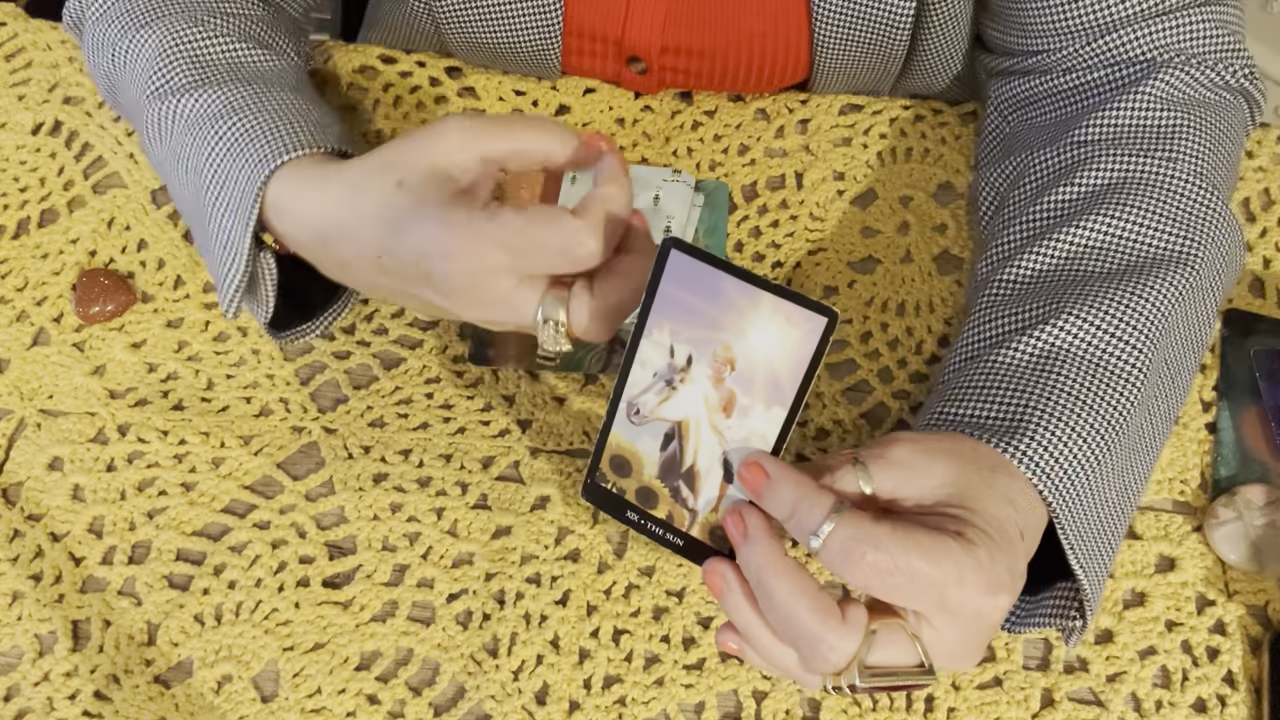 XIX • THE SUN